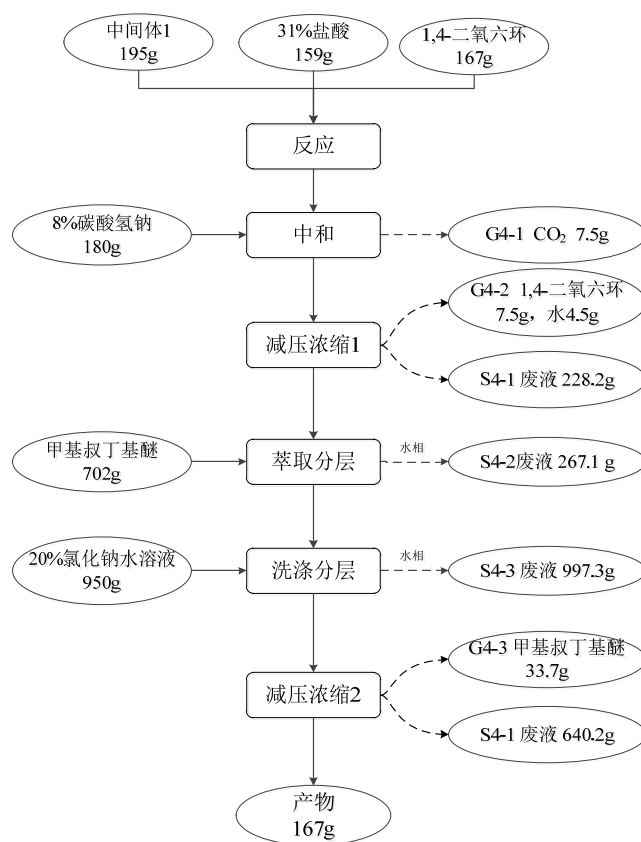 中间体1
195g
31%盐酸
159g
1,4-二氧六环
167g
反应
8%碳酸氢钠
180g
中和
G4-1 CO₂ 7.5g
G4-2 1,4-二氧六环
7.5g，水4.5g
减压浓缩1
S4-1 废液 228.2g
甲基叔丁基醚
702g
萃取分层
水相
S4-2废液 267.1 g
20%氯化钠水溶液
950g
洗涤分层
水相
S4-3 废液 997.3g
G4-3 甲基叔丁基醚
33.7g
减压浓缩2
S4-1 废液 640.2g
产物
167g